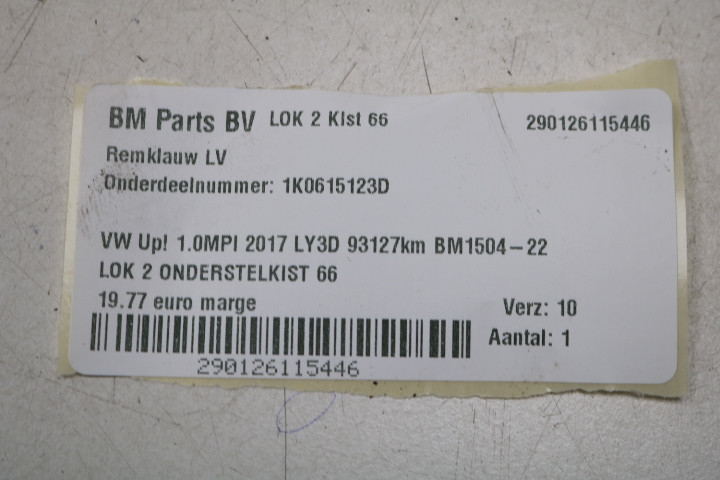 BM Parts BV LOK 2 Kist 66 290126115446
Remklauw LV
Onderdeelnummer: 1K0615123D
VW Up! 1.0MPI 2017 LY3D 93127km BM1504-22
LOK 2 ONDERSTELKIST 66
19.77 euro marge Verz: 10
Aantal: 1
290126115446